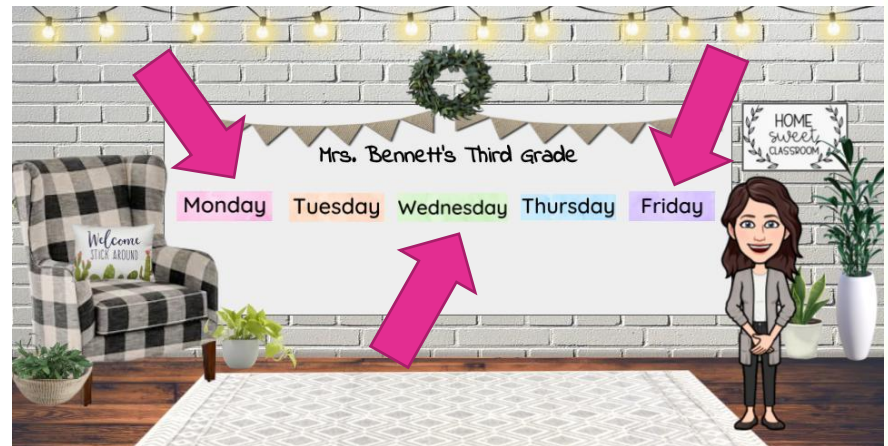 HOME
sweet
CLASSROOM
Mrs. Bennett's Third Grade
Monday Tuesday Wednesday Thursday Friday
Welcome
STICK AROUND